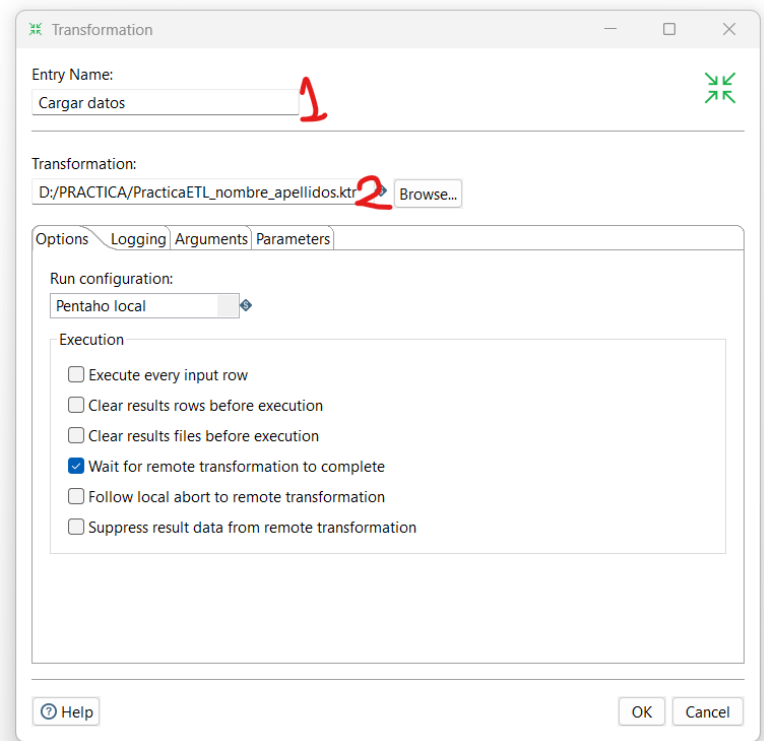 Transformation
Entry Name:
Cargar datos
1
Transformation:
D:/PRACTICA/PracticaETL_nombre_apellidos.ktr
2
Browse...
Options Logging Arguments Parameters
Run configuration:
Pentaho local
S
Execution
Execute every input row
Clear results rows before execution
Clear results files before execution
Wait for remote transformation to complete
Follow local abort to remote transformation
Suppress result data from remote transformation
? Help OK Cancel